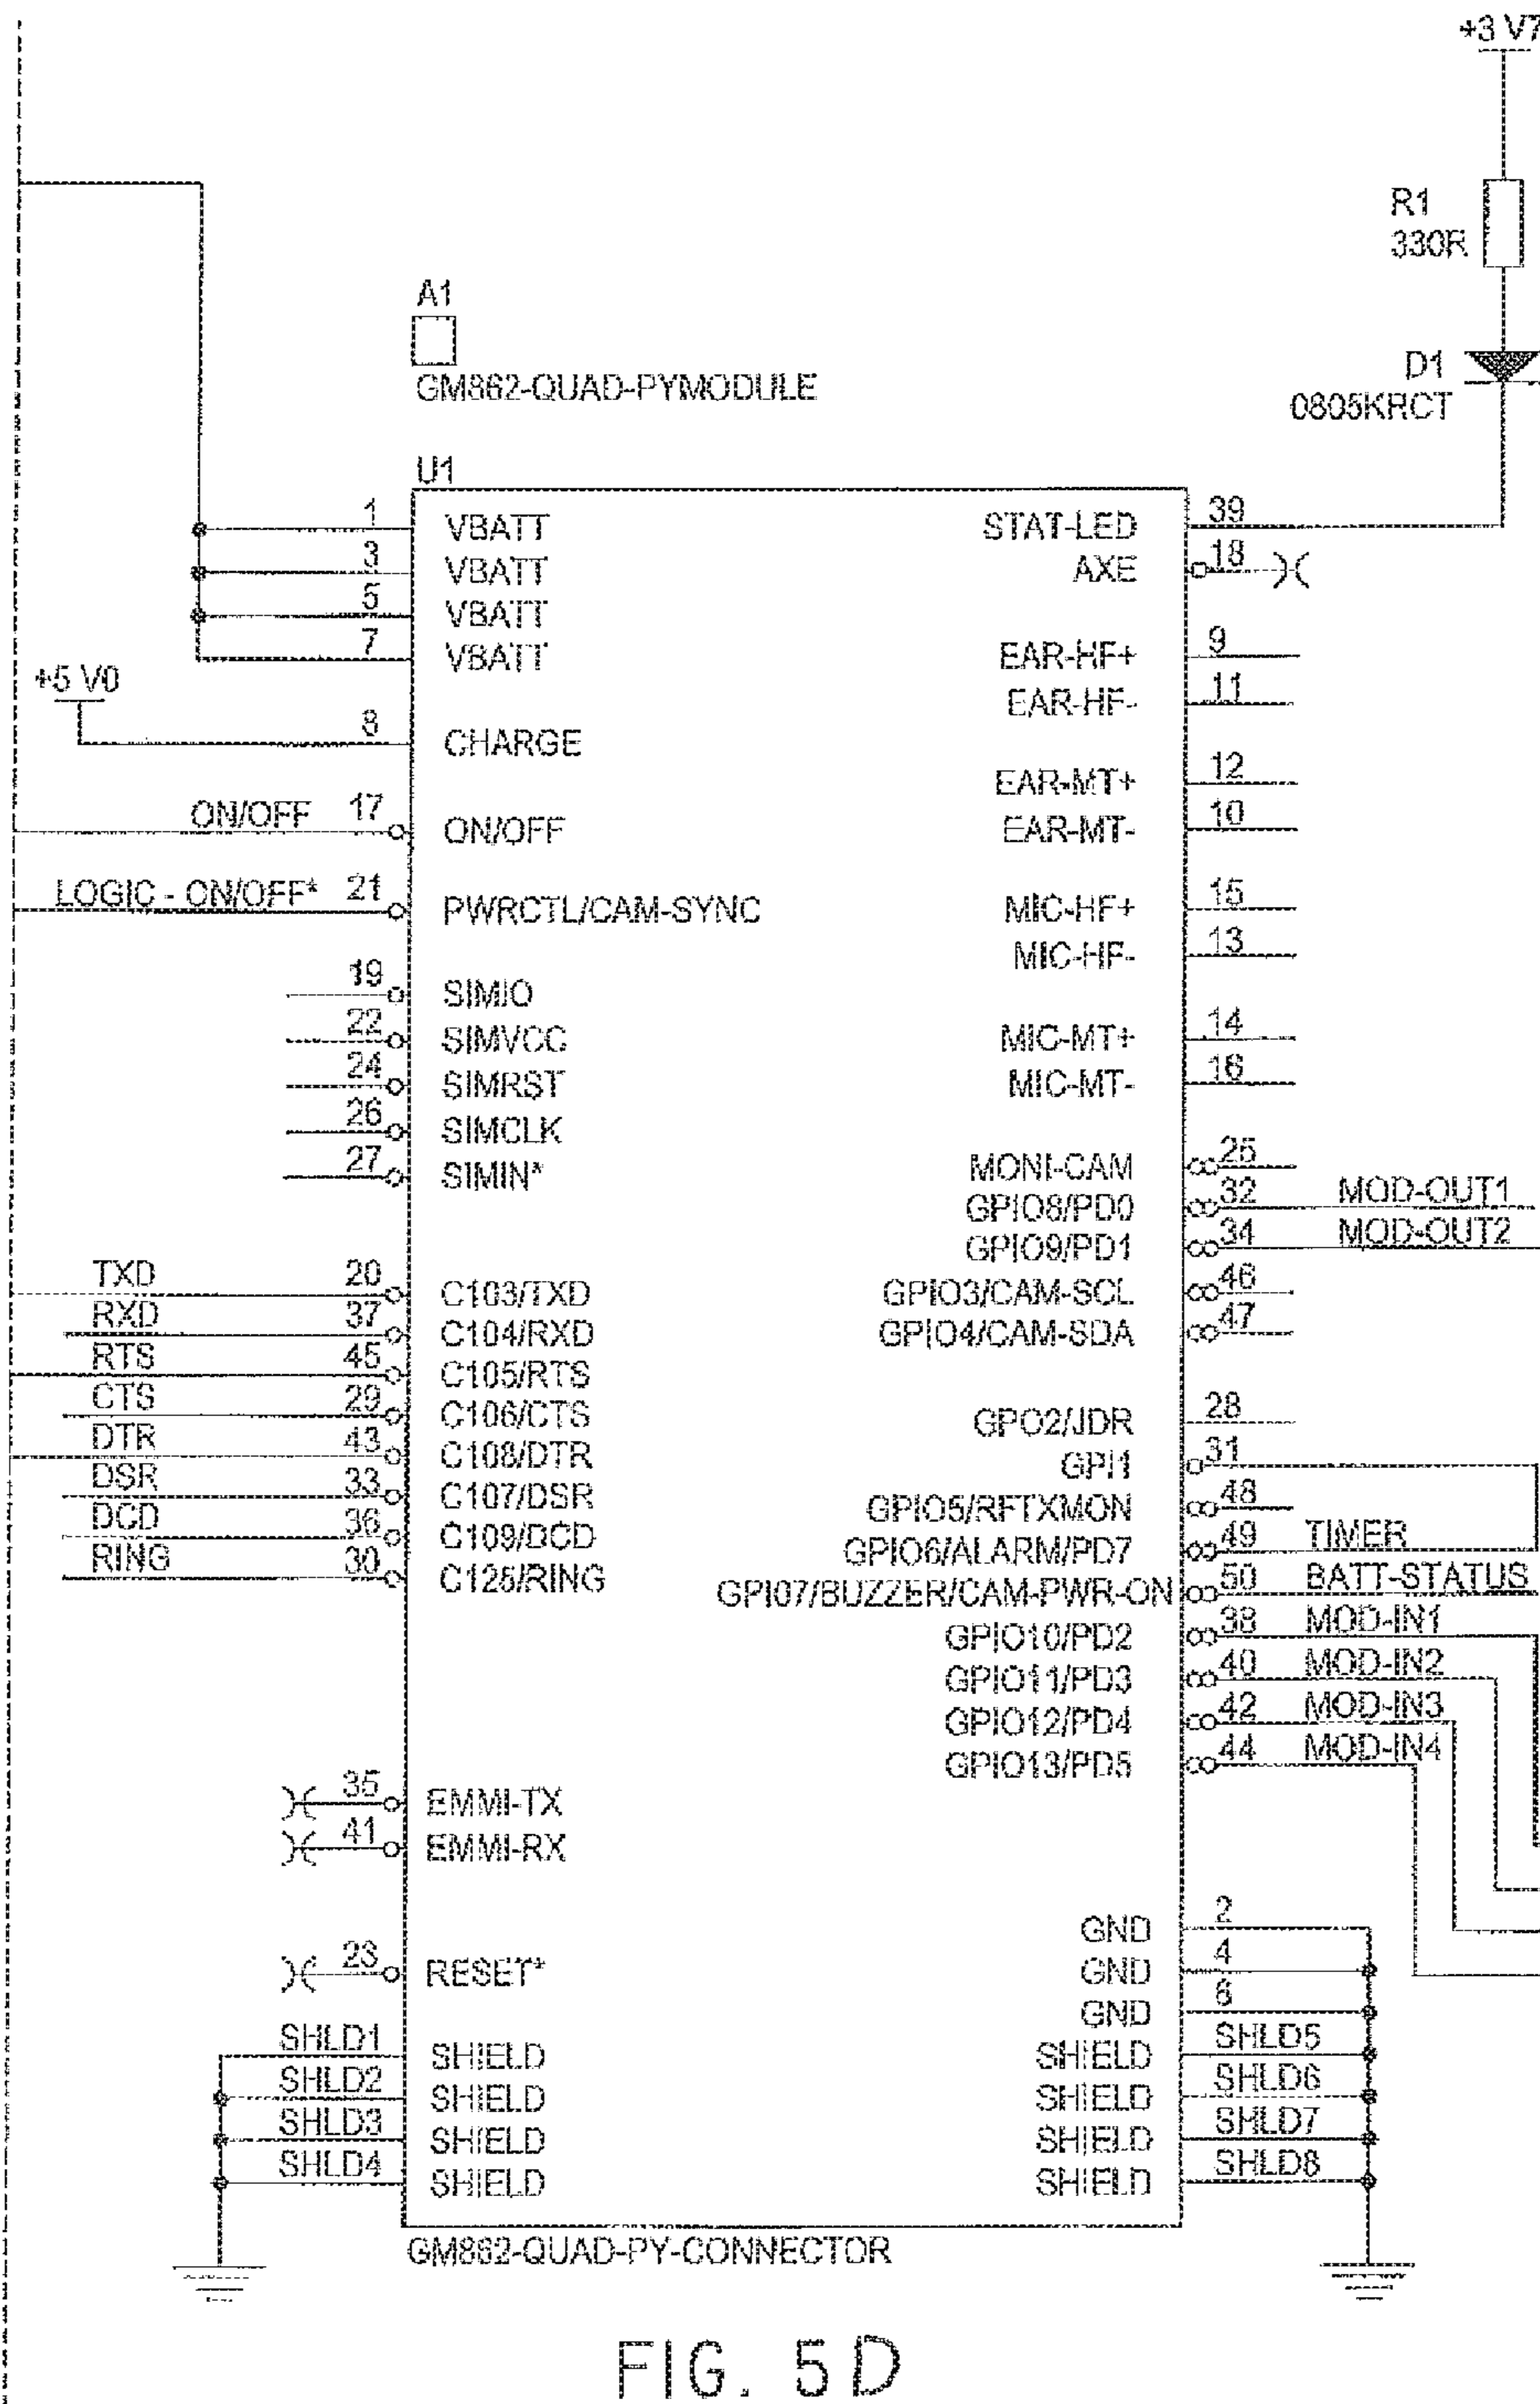 +3 V7
R1
330R
A1
GM862-QUAD-PYMODULE
D1
0805KRCT
U1
1 VBATT
3 VBATT
5 VBATT
7 VBATT
+5 V0
8 CHARGE
ON/OFF 17 ON/OFF
LOGIC - ON/OFF* 21 PWRCTL/CAM-SYNC
19 SIMIO
22 SIMVCC
24 SIMRST
26 SIMCLK
27 SIMIN*
TXD 20 C103/TXD
RXD 37 C104/RXD
RTS 45 C105/RTS
CTS 29 C106/CTS
DTR 43 C108/DTR
DSR 33 C107/DSR
DCD 36 C109/DCD
RING 30 C125/RING
35 EMMI-TX
41 EMMI-RX
23 RESET*
SHLD1 SHIELD
SHLD2 SHIELD
SHLD3 SHIELD
SHLD4 SHIELD
STAT-LED 39
AXE 18
EAR-HF+ 9
EAR-HF- 11
EAR-MT+ 12
EAR-MT- 10
MIC-HF+ 15
MIC-HF- 13
MIC-MT+ 14
MIC-MT- 16
MONI-CAM 25
GPIO8/PD0 32 MOD-OUT1
GPIO9/PD1 34 MOD-OUT2
GPIO3/CAM-SCL 46
GPIO4/CAM-SDA 47
GPO2/JDR 28
GPI1 31
GPIO5/RFTXMON 48
GPIO6/ALARM/PD7 49 TIMER
GPI07/BUZZER/CAM-PWR-ON 50 BATT-STATUS
GPIO10/PD2 38 MOD-IN1
GPIO11/PD3 40 MOD-IN2
GPIO12/PD4 42 MOD-IN3
GPIO13/PD5 44 MOD-IN4
GND 2
GND 4
GND 6
SHIELD SHLD5
SHIELD SHLD6
SHIELD SHLD7
SHIELD SHLD8
GM862-QUAD-PY-CONNECTOR
FIG. 5D